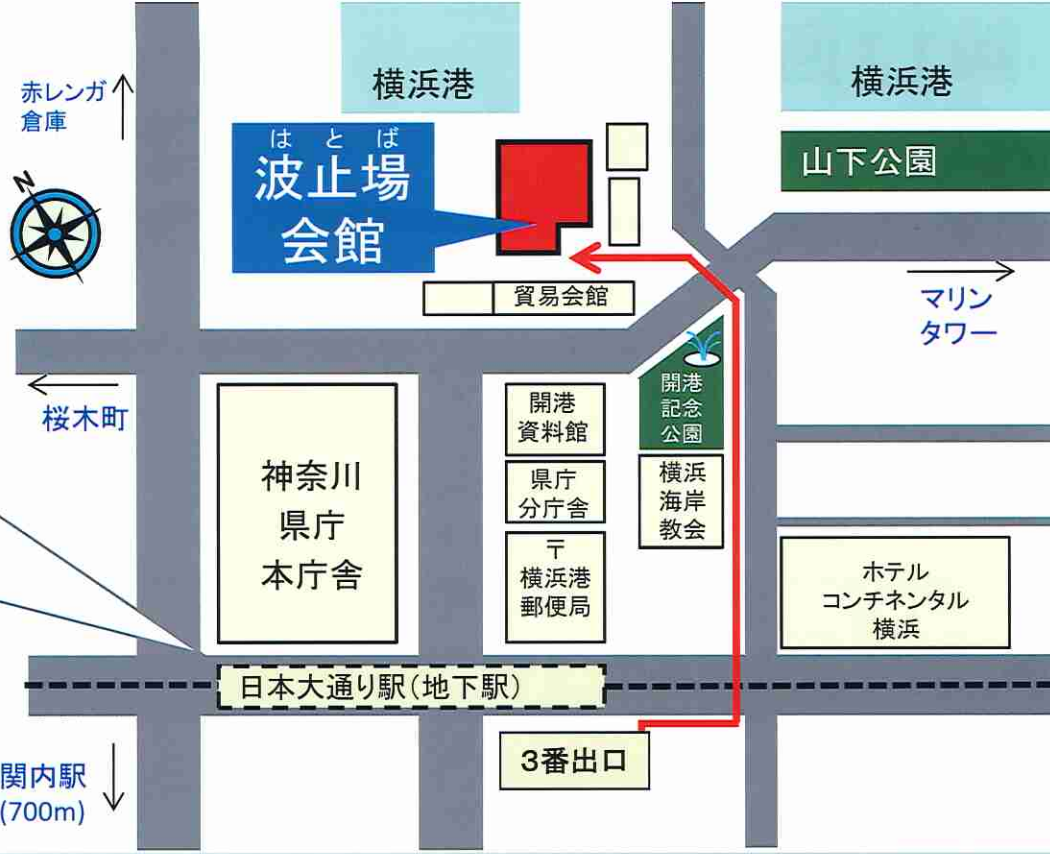 横浜港
横浜港
赤レンガ
倉庫
はとば
波止場
会館
山下公園
N
貿易会館
マリン
タワー
桜木町
開港
資料館
開港
記念
公園
神奈川
県庁
本庁舎
県庁
分庁舎
横浜
海岸
教会
〒
横浜港
郵便局
ホテル
コンチネンタル
横浜
日本大通り駅(地下駅)
3番出口
関内駅
(700m)